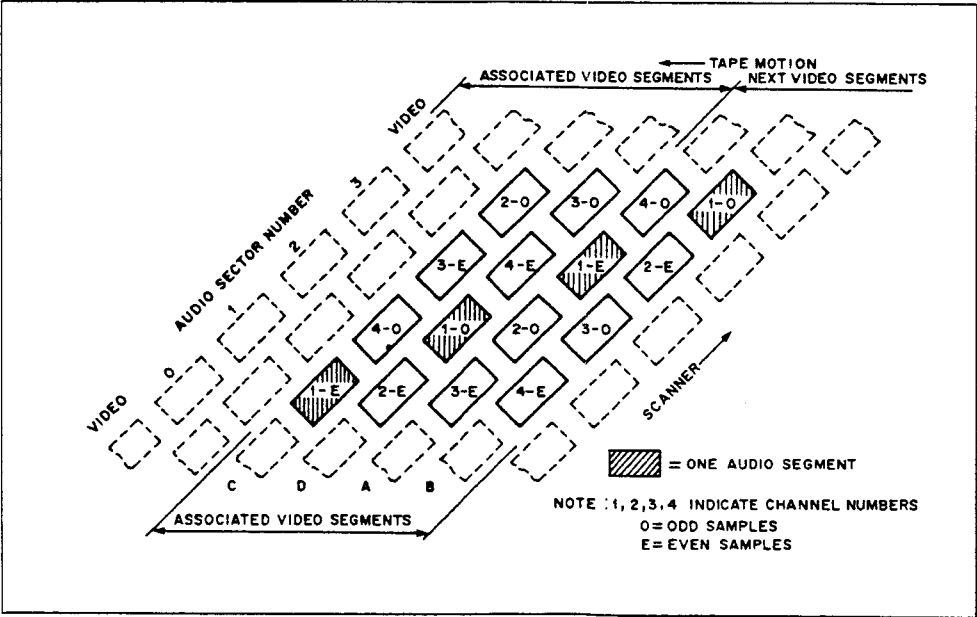 TAPE MOTION
ASSOCIATED VIDEO SEGMENTS
NEXT VIDEO SEGMENTS
VIDEO
AUDIO SECTOR NUMBER
3
2
1
0
VIDEO
2-O 3-O 4-O 1-O
3-E 4-E 1-E 2-E
4-O 1-O 2-O 3-O
1-E 2-E 3-E 4-E
SCANNER
C D A B
ASSOCIATED VIDEO SEGMENTS
= ONE AUDIO SEGMENT
NOTE : 1, 2, 3, 4 INDICATE CHANNEL NUMBERS
O = ODD SAMPLES
E = EVEN SAMPLES